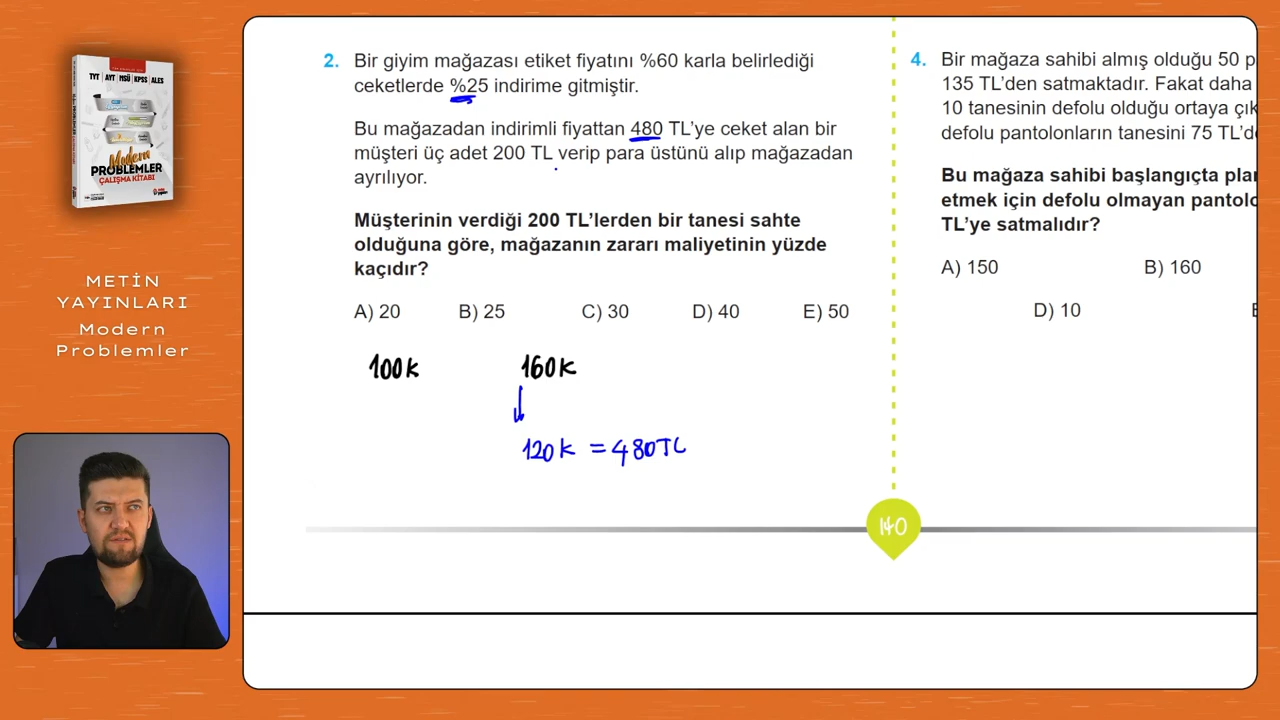 TYT | AYT | MSÜ | KPSS | ALES
Modern
PROBLEMLER
ÇALIŞMA KİTABI
METİN
YAYINLARI
Modern
Problemler
2. Bir giyim mağazası etiket fiyatını %60 karla belirlediği
ceketlerde %25 indirime gitmiştir.
Bu mağazadan indirimli fiyattan 480 TL'ye ceket alan bir
müşteri üç adet 200 TL verip para üstünü alıp mağazadan
ayrılıyor.
Müşterinin verdiği 200 TL'lerden bir tanesi sahte
olduğuna göre, mağazanın zararı maliyetinin yüzde
kaçıdır?
A) 20 B) 25 C) 30 D) 40 E) 50
100K 160K
120K = 480TL
140
4. Bir mağaza sahibi almış olduğu 50 p
135 TL'den satmaktadır. Fakat daha
10 tanesinin defolu olduğu ortaya çık
defolu pantolonların tanesini 75 TL'de
Bu mağaza sahibi başlangıçta plan
etmek için defolu olmayan pantolo
TL'ye satmalıdır?
A) 150 B) 160
D) 10 E